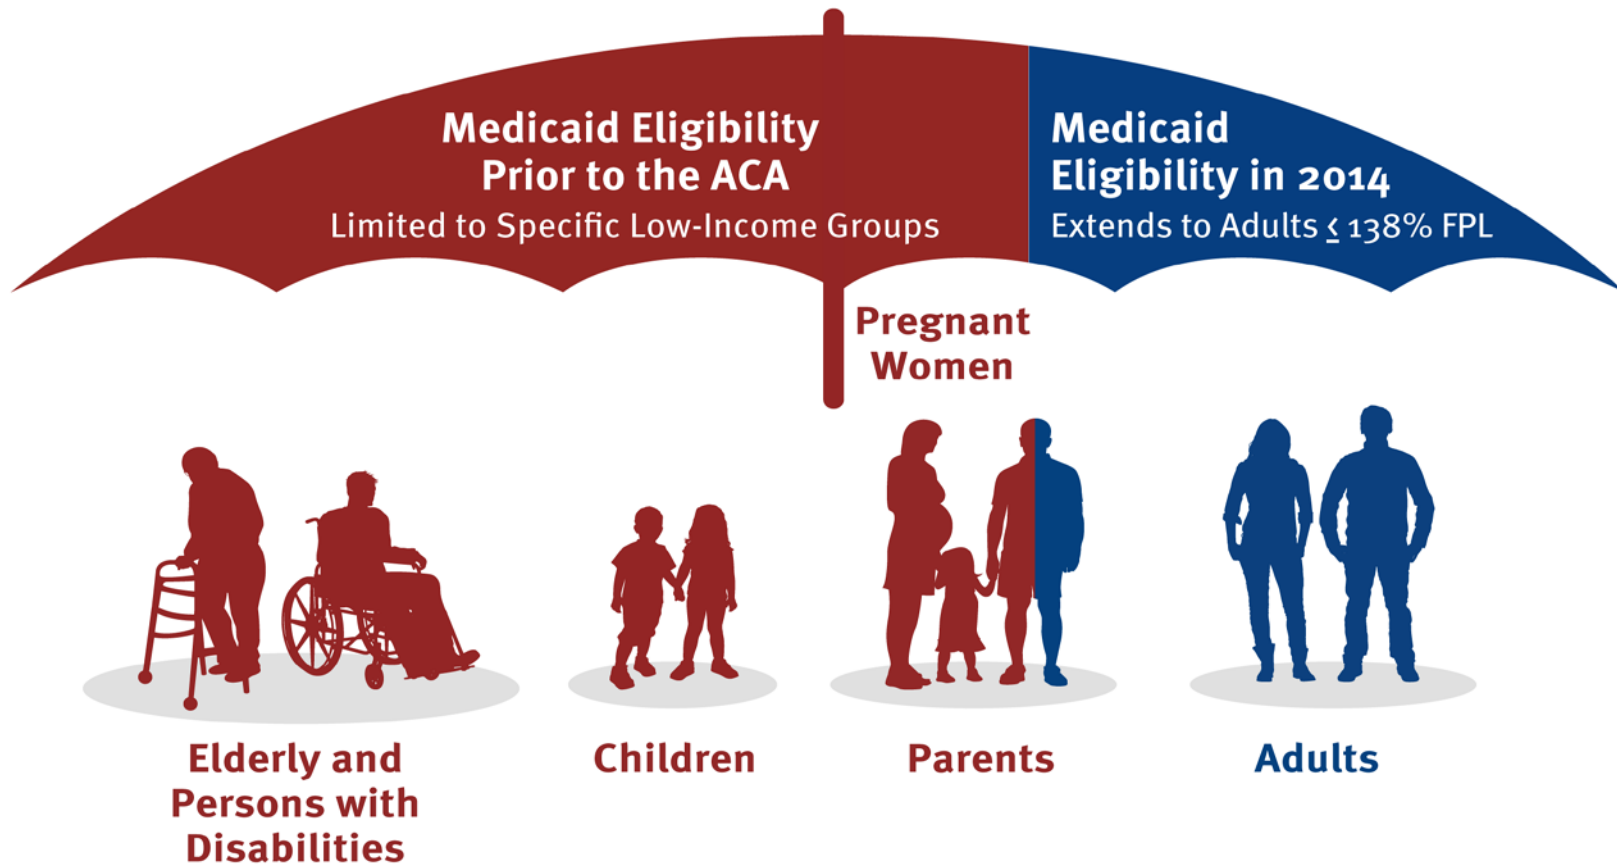 Medicaid Eligibility
Prior to the ACA
Limited to Specific Low-Income Groups
Medicaid
Eligibility in 2014
Extends to Adults ≤ 138% FPL
Pregnant
Women
Elderly and
Persons with
Disabilities
Children
Parents
Adults